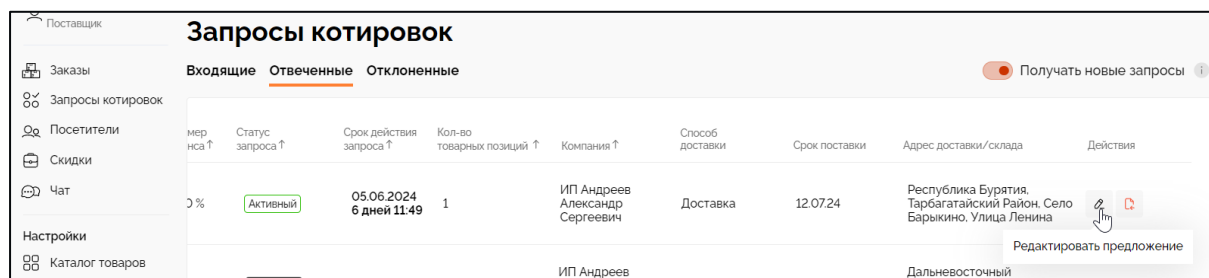 Поставщик
Заказы
Запросы котировок
Посетители
Скидки
Чат
Настройки
Каталог товаров
Запросы котировок
Входящие Отвеченные Отклоненные
Получать новые запросы i
мер
нса ↑
Статус
запроса ↑
Срок действия
запроса ↑
Кол-во
товарных позиций ↑
Компания ↑
Способ
доставки
Срок поставки
Адрес доставки/склада
Действия
0 %
Активный
05.06.2024
6 дней 11:49
1
ИП Андреев
Александр
Сергеевич
Доставка
12.07.24
Республика Бурятия,
Тарбагатайский Район, Село
Барыкино, Улица Ленина
Редактировать предложение
ИП Андреев
Дальневосточный